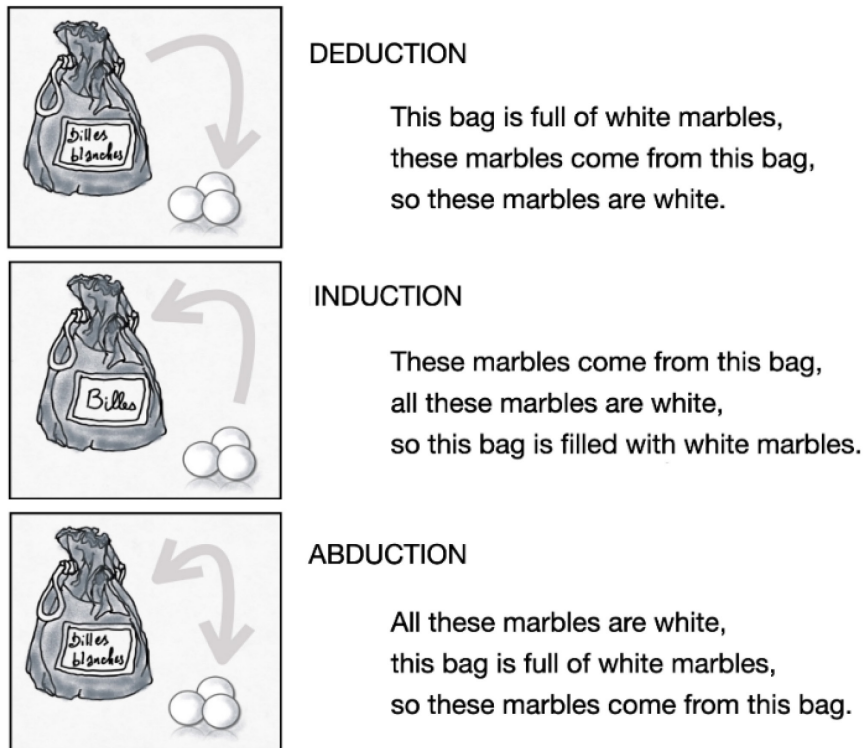 Billes
blanches
DEDUCTION
This bag is full of white marbles,
these marbles come from this bag,
so these marbles are white.
Billes
INDUCTION
These marbles come from this bag,
all these marbles are white,
so this bag is filled with white marbles.
Billes
blanches
ABDUCTION
All these marbles are white,
this bag is full of white marbles,
so these marbles come from this bag.